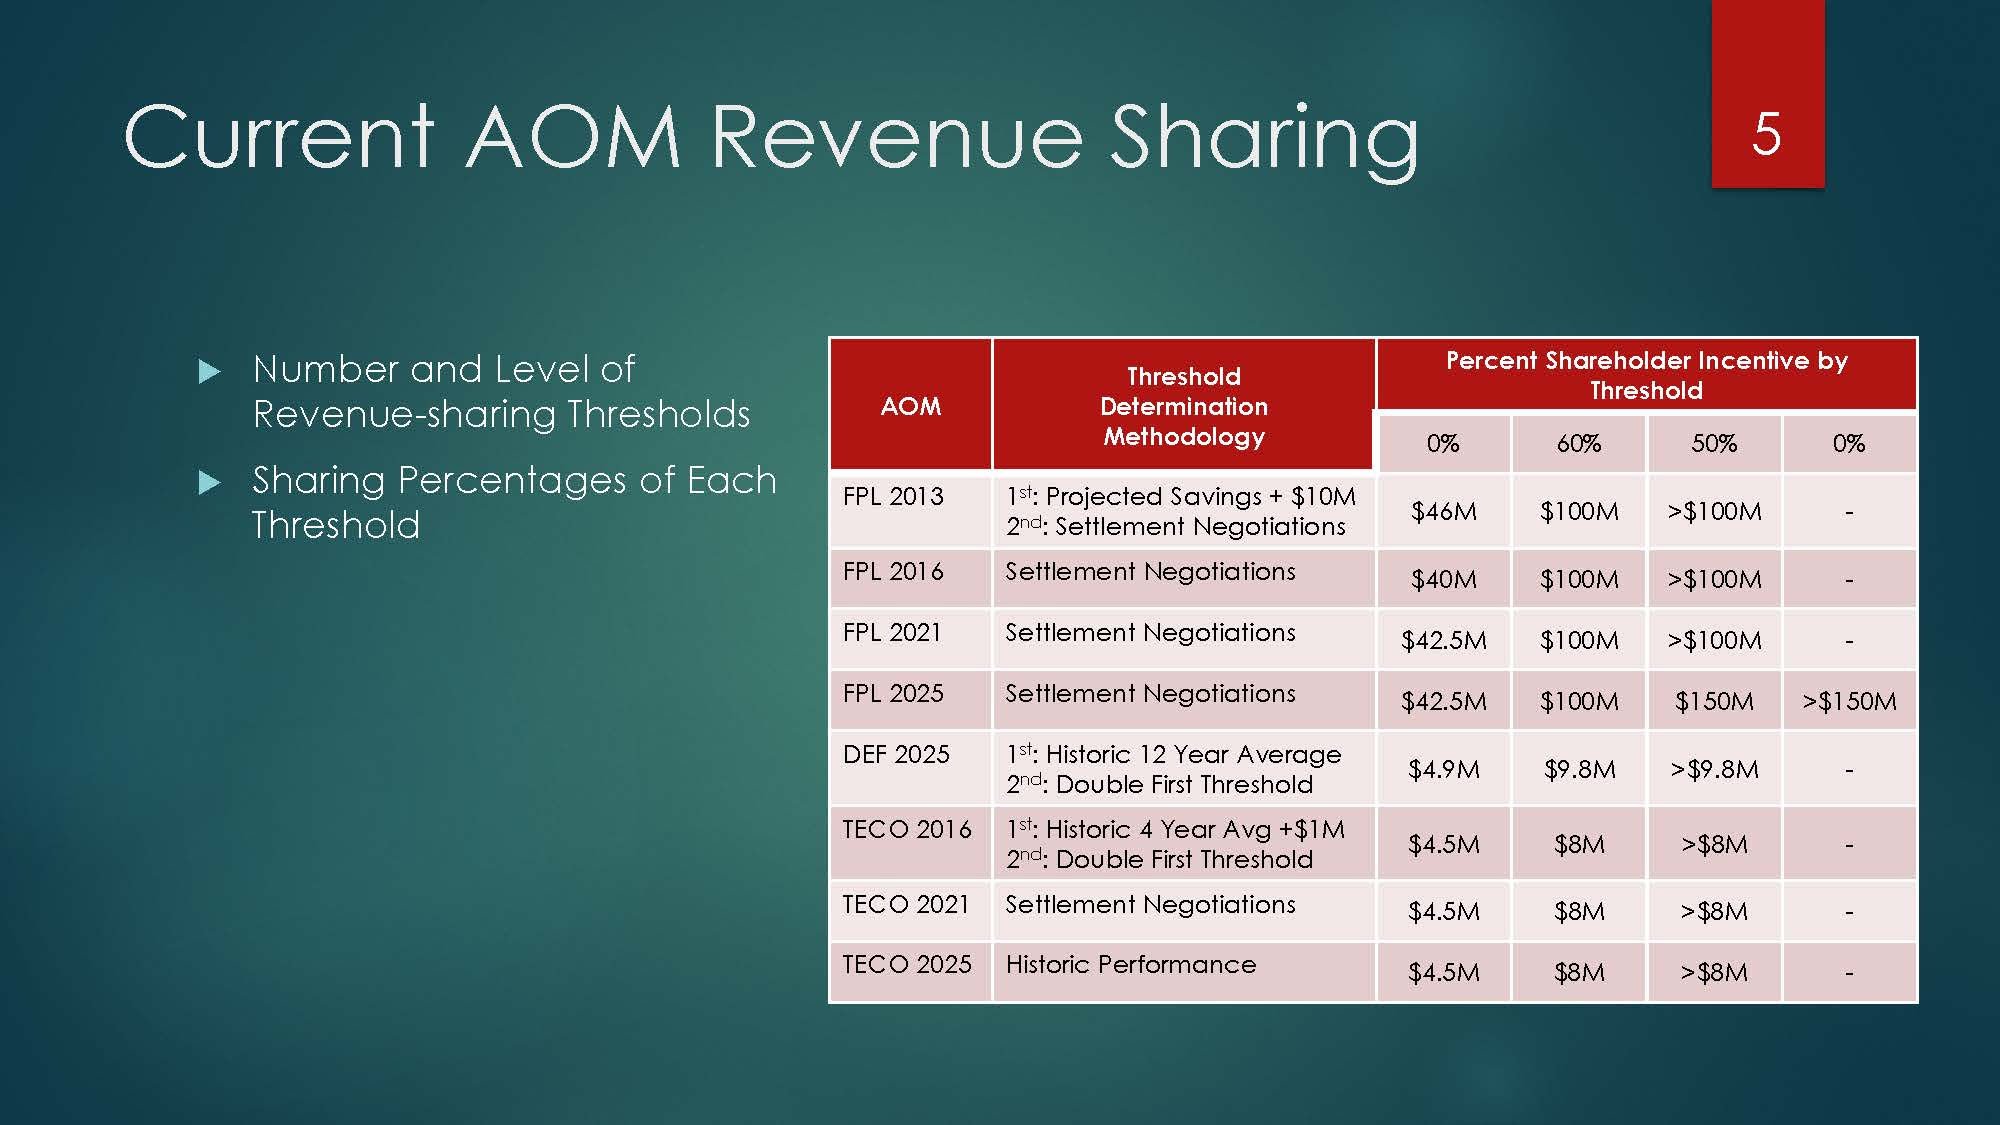 Current AOM Revenue Sharing
5
Number and Level of
Revenue-sharing Thresholds
Sharing Percentages of Each
Threshold
AOM
Threshold
Determination
Methodology
Percent Shareholder Incentive by
Threshold
0% 60% 50% 0%
FPL 2013 1st: Projected Savings + $10M
2nd: Settlement Negotiations
$46M $100M >$100M -
FPL 2016 Settlement Negotiations $40M $100M >$100M -
FPL 2021 Settlement Negotiations $42.5M $100M >$100M -
FPL 2025 Settlement Negotiations $42.5M $100M $150M >$150M
DEF 2025 1st: Historic 12 Year Average
2nd: Double First Threshold
$4.9M $9.8M >$9.8M -
TECO 2016 1st: Historic 4 Year Avg +$1M
2nd: Double First Threshold
$4.5M $8M >$8M -
TECO 2021 Settlement Negotiations $4.5M $8M >$8M -
TECO 2025 Historic Performance $4.5M $8M >$8M -